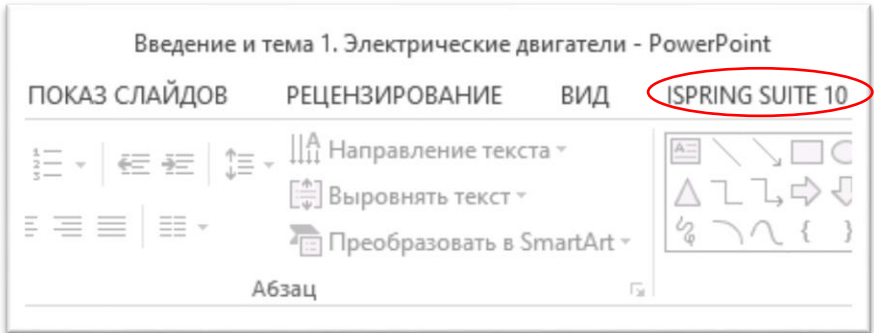 Введение и тема 1. Электрические двигатели - PowerPoint
ПОКАЗ СЛАЙДОВ РЕЦЕНЗИРОВАНИЕ ВИД ISPRING SUITE 10
Направление текста
Выровнять текст
Преобразовать в SmartArt
Абзац